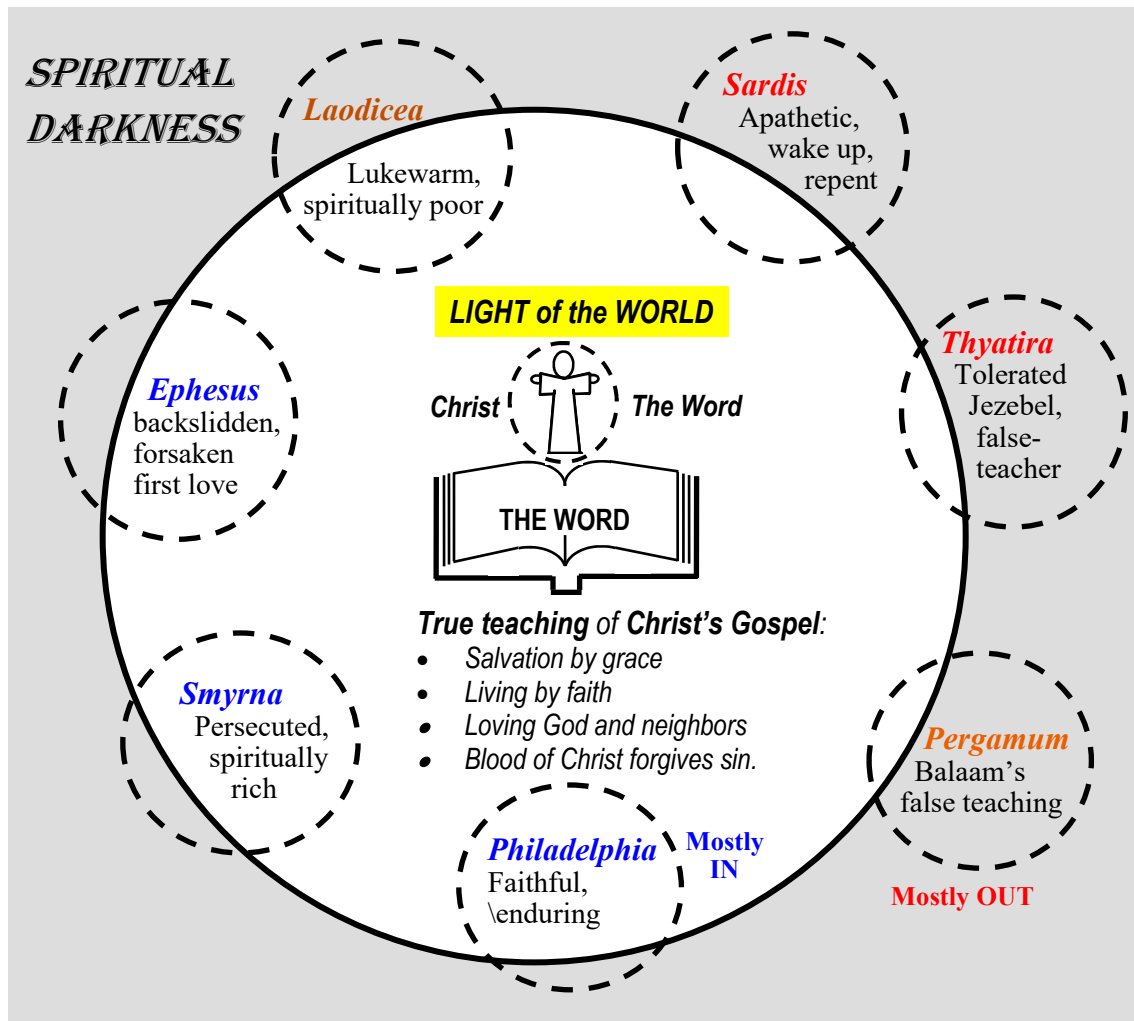 SPIRITUAL
DARKNESS
Laodicea
Lukewarm,
spiritually poor
Sardis
Apathetic,
wake up,
repent
LIGHT of the WORLD
Christ
The Word
THE WORD
Ephesus
backslidden,
forsaken
first love
Thyatira
Tolerated
Jezebel,
false-
teacher
True teaching of Christ's Gospel:
• Salvation by grace
• Living by faith
• Loving God and neighbors
• Blood of Christ forgives sin.
Smyrna
Persecuted,
spiritually
rich
Pergamum
Balaam's
false teaching
Philadelphia
Faithful,
\enduring
Mostly
IN
Mostly OUT